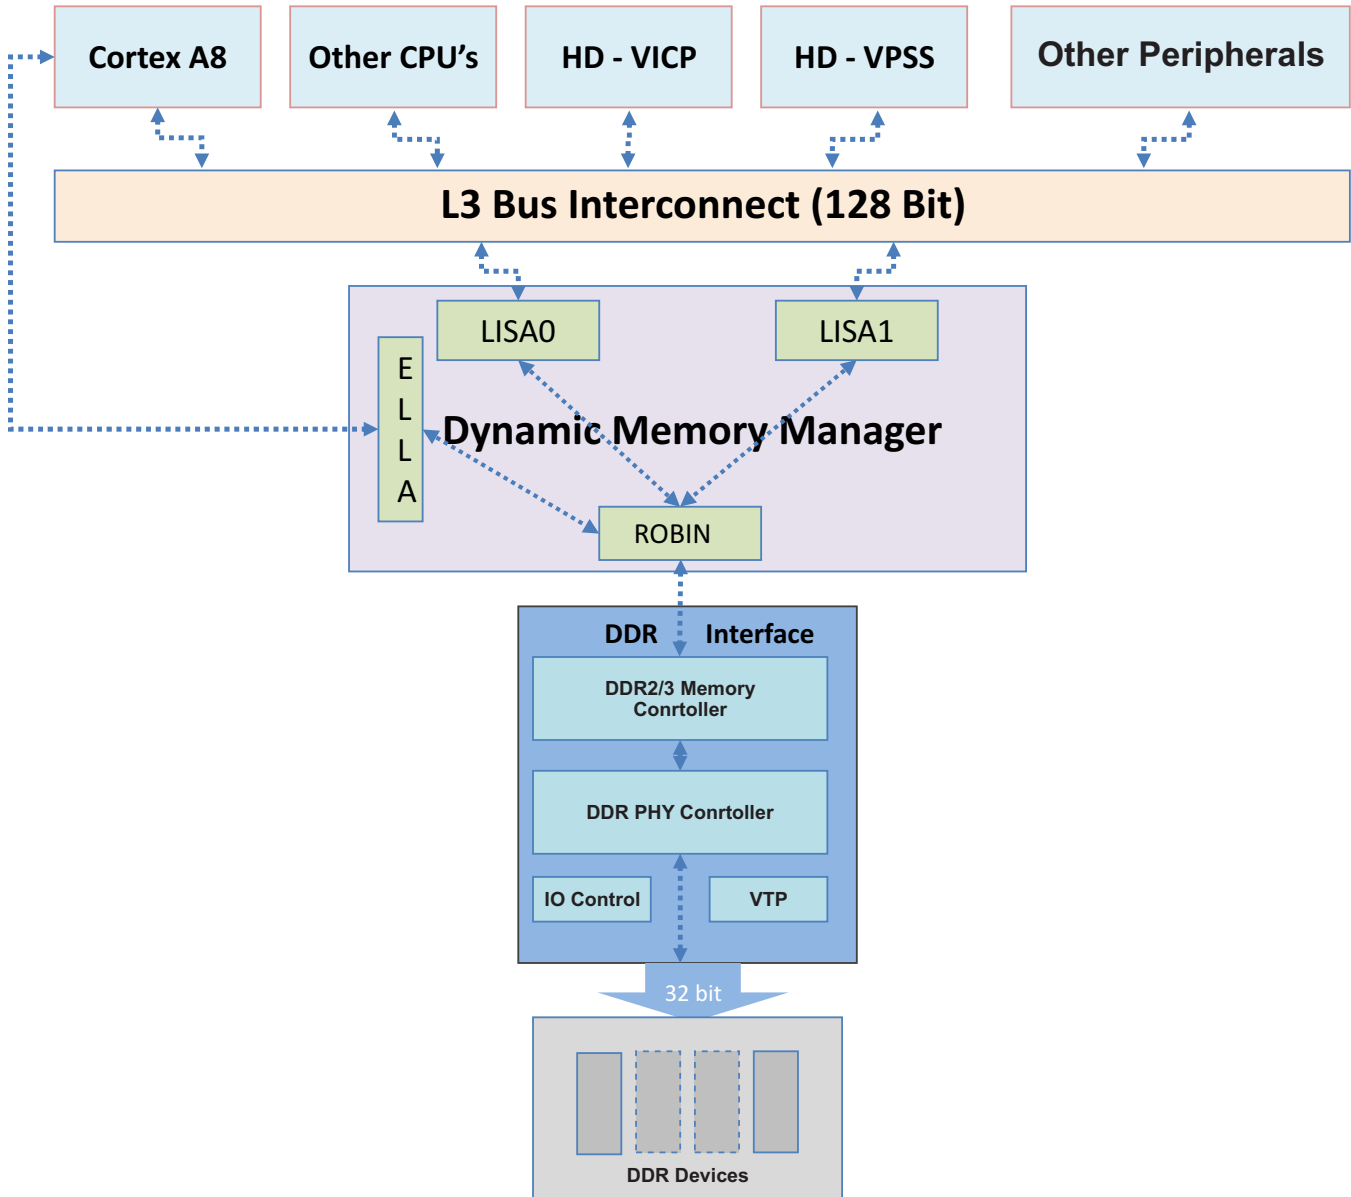 Cortex A8
Other CPU's
HD - VICP
HD - VPSS
Other Peripherals
L3 Bus Interconnect (128 Bit)
LISA0
LISA1
E
L
L
A
Dynamic Memory Manager
ROBIN
DDR Interface
DDR2/3 Memory
Conrtoller
DDR PHY Conrtoller
IO Control
VTP
32 bit
DDR Devices